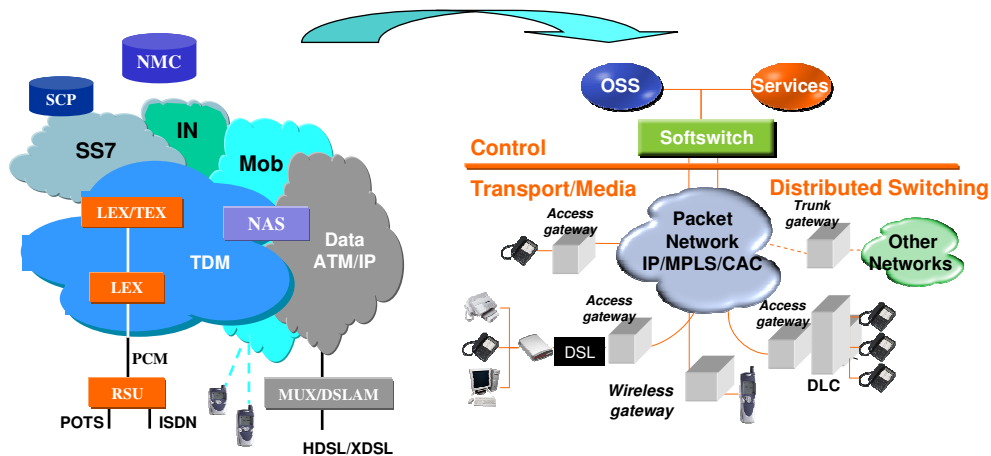 NMC
SCP
IN
SS7
Mob
LEX/TEX
NAS
Data
ATM/IP
TDM
LEX
PCM
RSU
MUX/DSLAM
POTS
ISDN
HDSL/XDSL
OSS
Services
Softswitch
Control
Transport/Media
Distributed Switching
Access
gateway
Packet
Network
IP/MPLS/CAC
Trunk
gateway
Other
Networks
Access
gateway
Access
gateway
DSL
DLC
Wireless
gateway